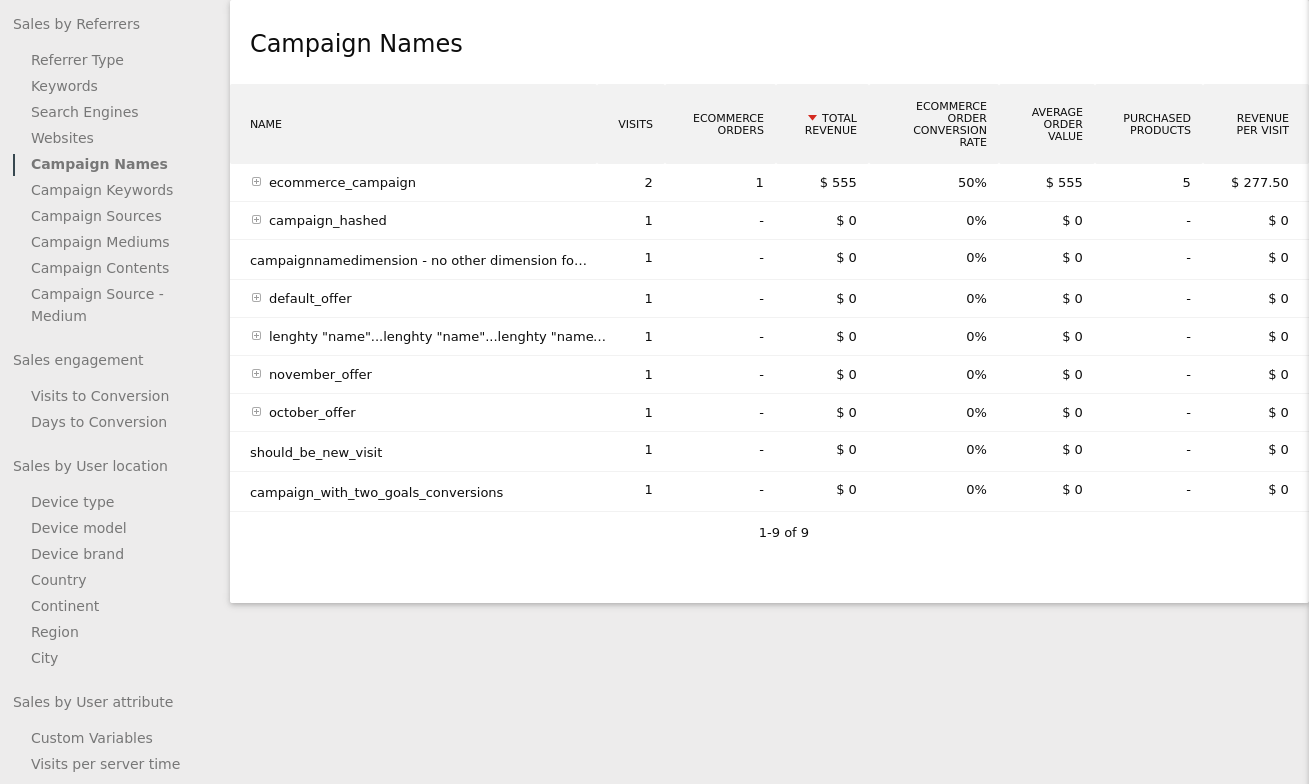 Sales by Referrers
Referrer Type
Keywords
Search Engines
Websites
Campaign Names
Campaign Keywords
Campaign Sources
Campaign Mediums
Campaign Contents
Campaign Source -
Medium
Sales engagement
Visits to Conversion
Days to Conversion
Sales by User location
Device type
Device model
Device brand
Country
Continent
Region
City
Sales by User attribute
Custom Variables
Visits per server time
Campaign Names
NAME VISITS ECOMMERCE ORDERS TOTAL REVENUE ECOMMERCE ORDER CONVERSION RATE AVERAGE ORDER VALUE PURCHASED PRODUCTS REVENUE PER VISIT
ecommerce_campaign 2 1 $ 555 50% $ 555 5 $ 277.50
campaign_hashed 1 - $ 0 0% $ 0 - $ 0
campaignnamedimension - no other dimension fo... 1 - $ 0 0% $ 0 - $ 0
default_offer 1 - $ 0 0% $ 0 - $ 0
lenghty "name"...lenghty "name"...lenghty "name... 1 - $ 0 0% $ 0 - $ 0
november_offer 1 - $ 0 0% $ 0 - $ 0
october_offer 1 - $ 0 0% $ 0 - $ 0
should_be_new_visit 1 - $ 0 0% $ 0 - $ 0
campaign_with_two_goals_conversions 1 - $ 0 0% $ 0 - $ 0
1-9 of 9